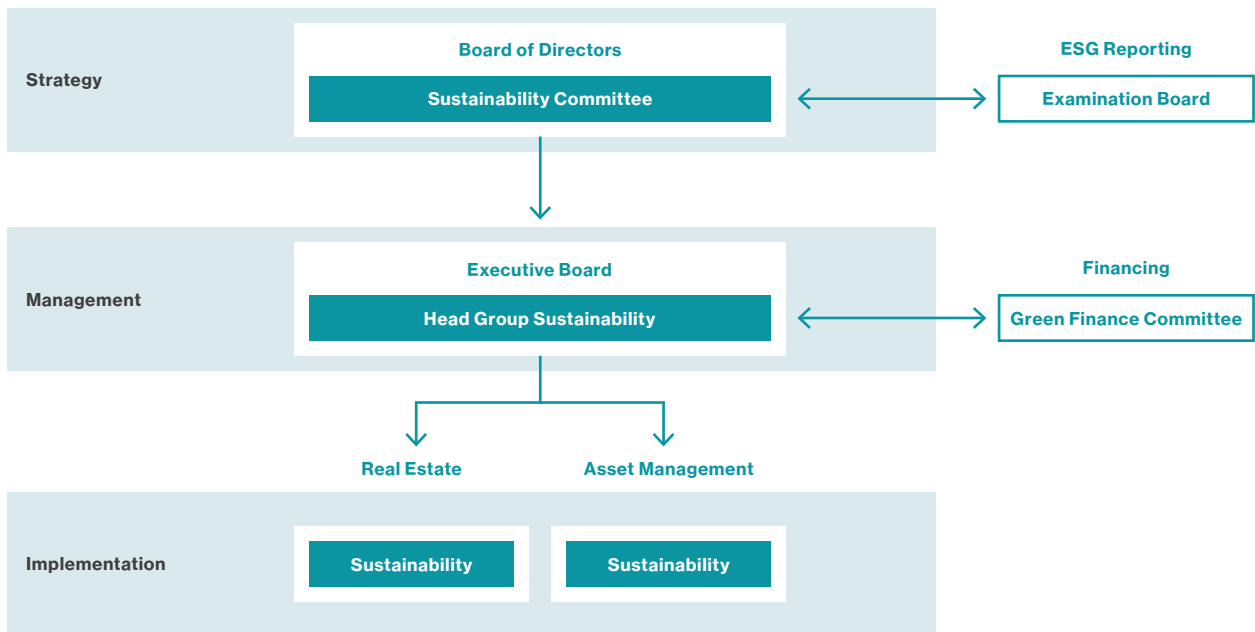 Strategy
Board of Directors
Sustainability Committee
ESG Reporting
Examination Board
Management
Executive Board
Head Group Sustainability
Financing
Green Finance Committee
Real Estate
Asset Management
Implementation
Sustainability
Sustainability